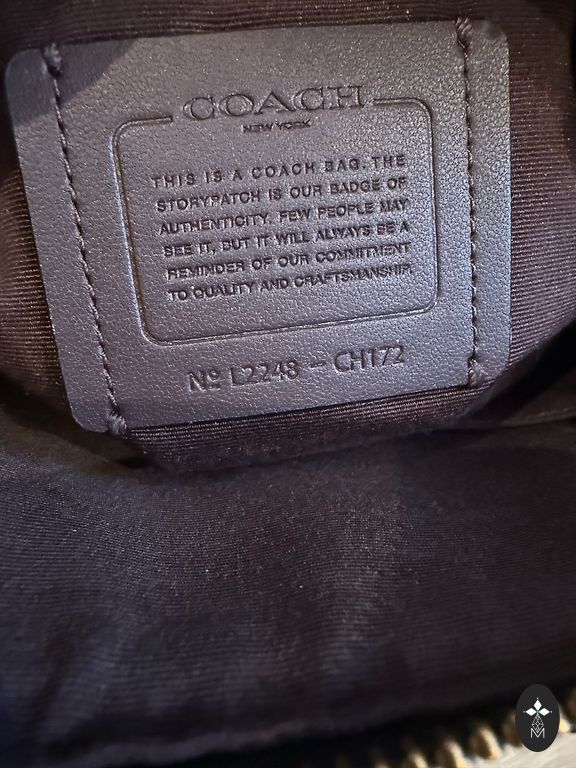 COACH
NEW YORK
THIS IS A COACH BAG. THE
STORYPATCH IS OUR BADGE OF
AUTHENTICITY. FEW PEOPLE MAY
SEE IT, BUT IT WILL ALWAYS BE A
REMINDER OF OUR COMMITMENT
TO QUALITY AND CRAFTSMANSHIP.
Nº L2248 - CH172
M